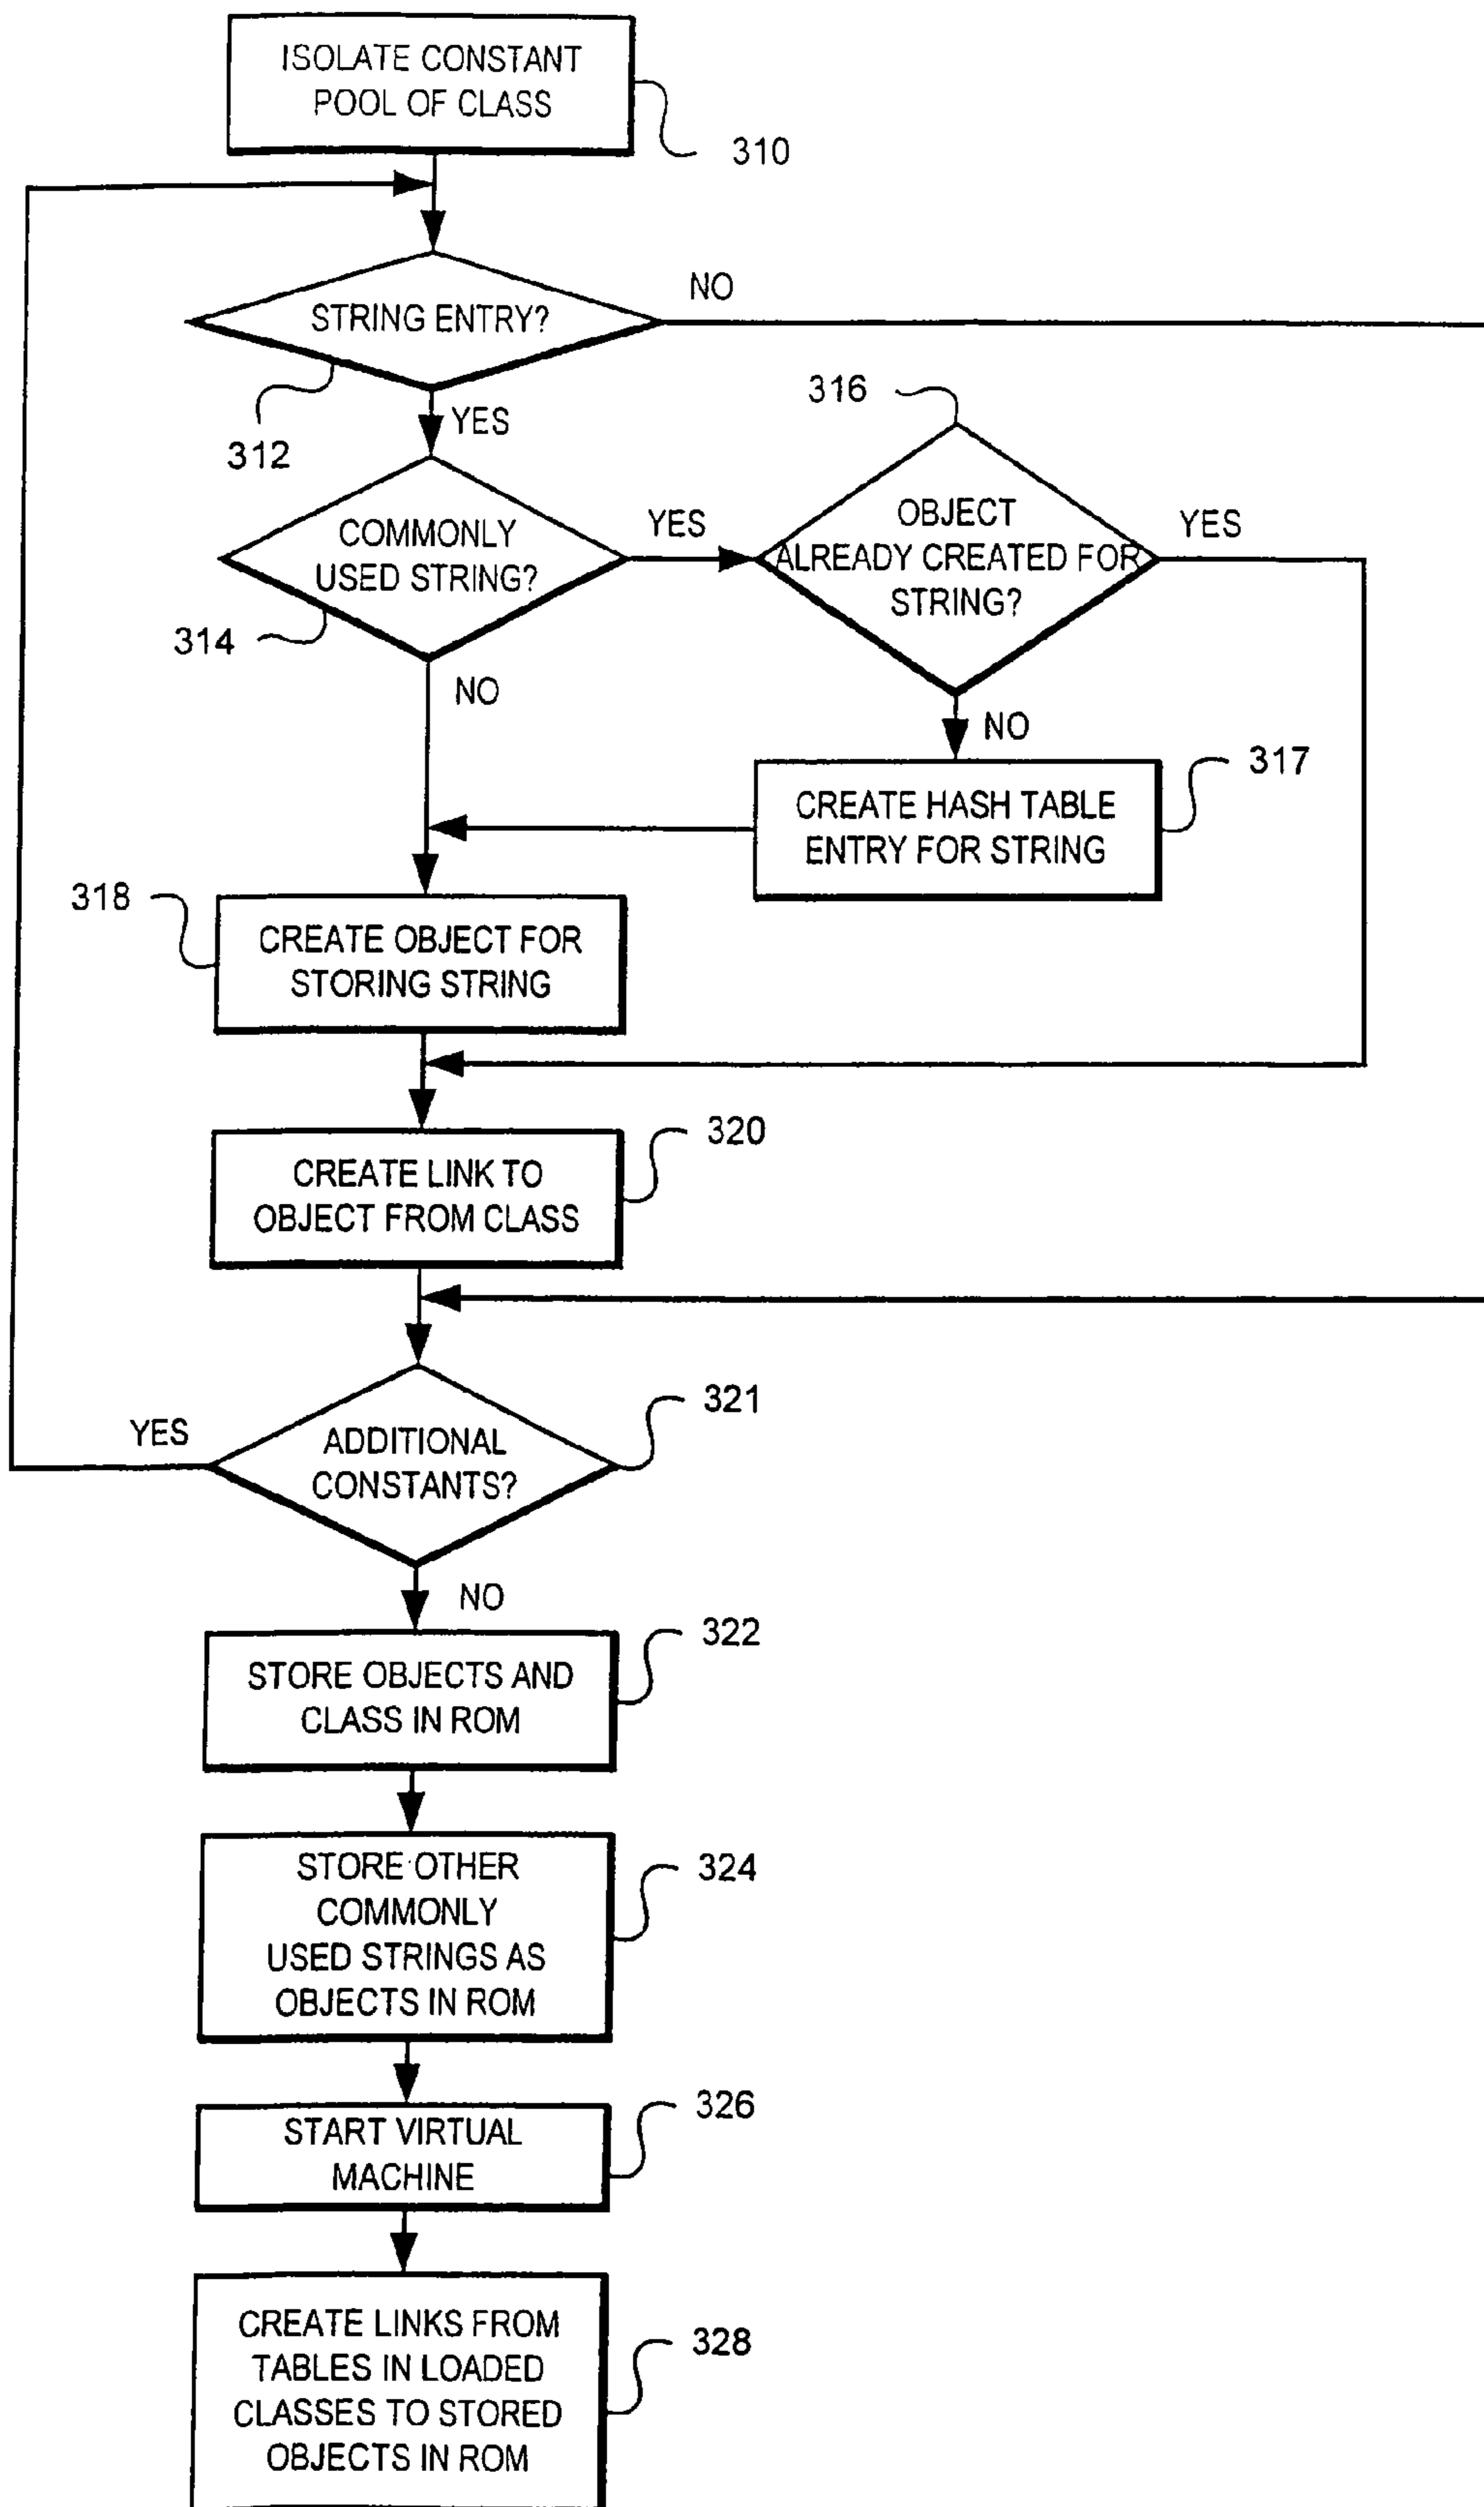 ISOLATE CONSTANT
POOL OF CLASS
310
STRING ENTRY?
NO
312
YES
316
COMMONLY
USED STRING?
YES
OBJECT
ALREADY CREATED FOR
STRING?
YES
314
NO
NO
317
CREATE HASH TABLE
ENTRY FOR STRING
318
CREATE OBJECT FOR
STORING STRING
320
CREATE LINK TO
OBJECT FROM CLASS
321
YES
ADDITIONAL
CONSTANTS?
NO
322
STORE OBJECTS AND
CLASS IN ROM
324
STORE OTHER
COMMONLY
USED STRINGS AS
OBJECTS IN ROM
326
START VIRTUAL
MACHINE
328
CREATE LINKS FROM
TABLES IN LOADED
CLASSES TO STORED
OBJECTS IN ROM